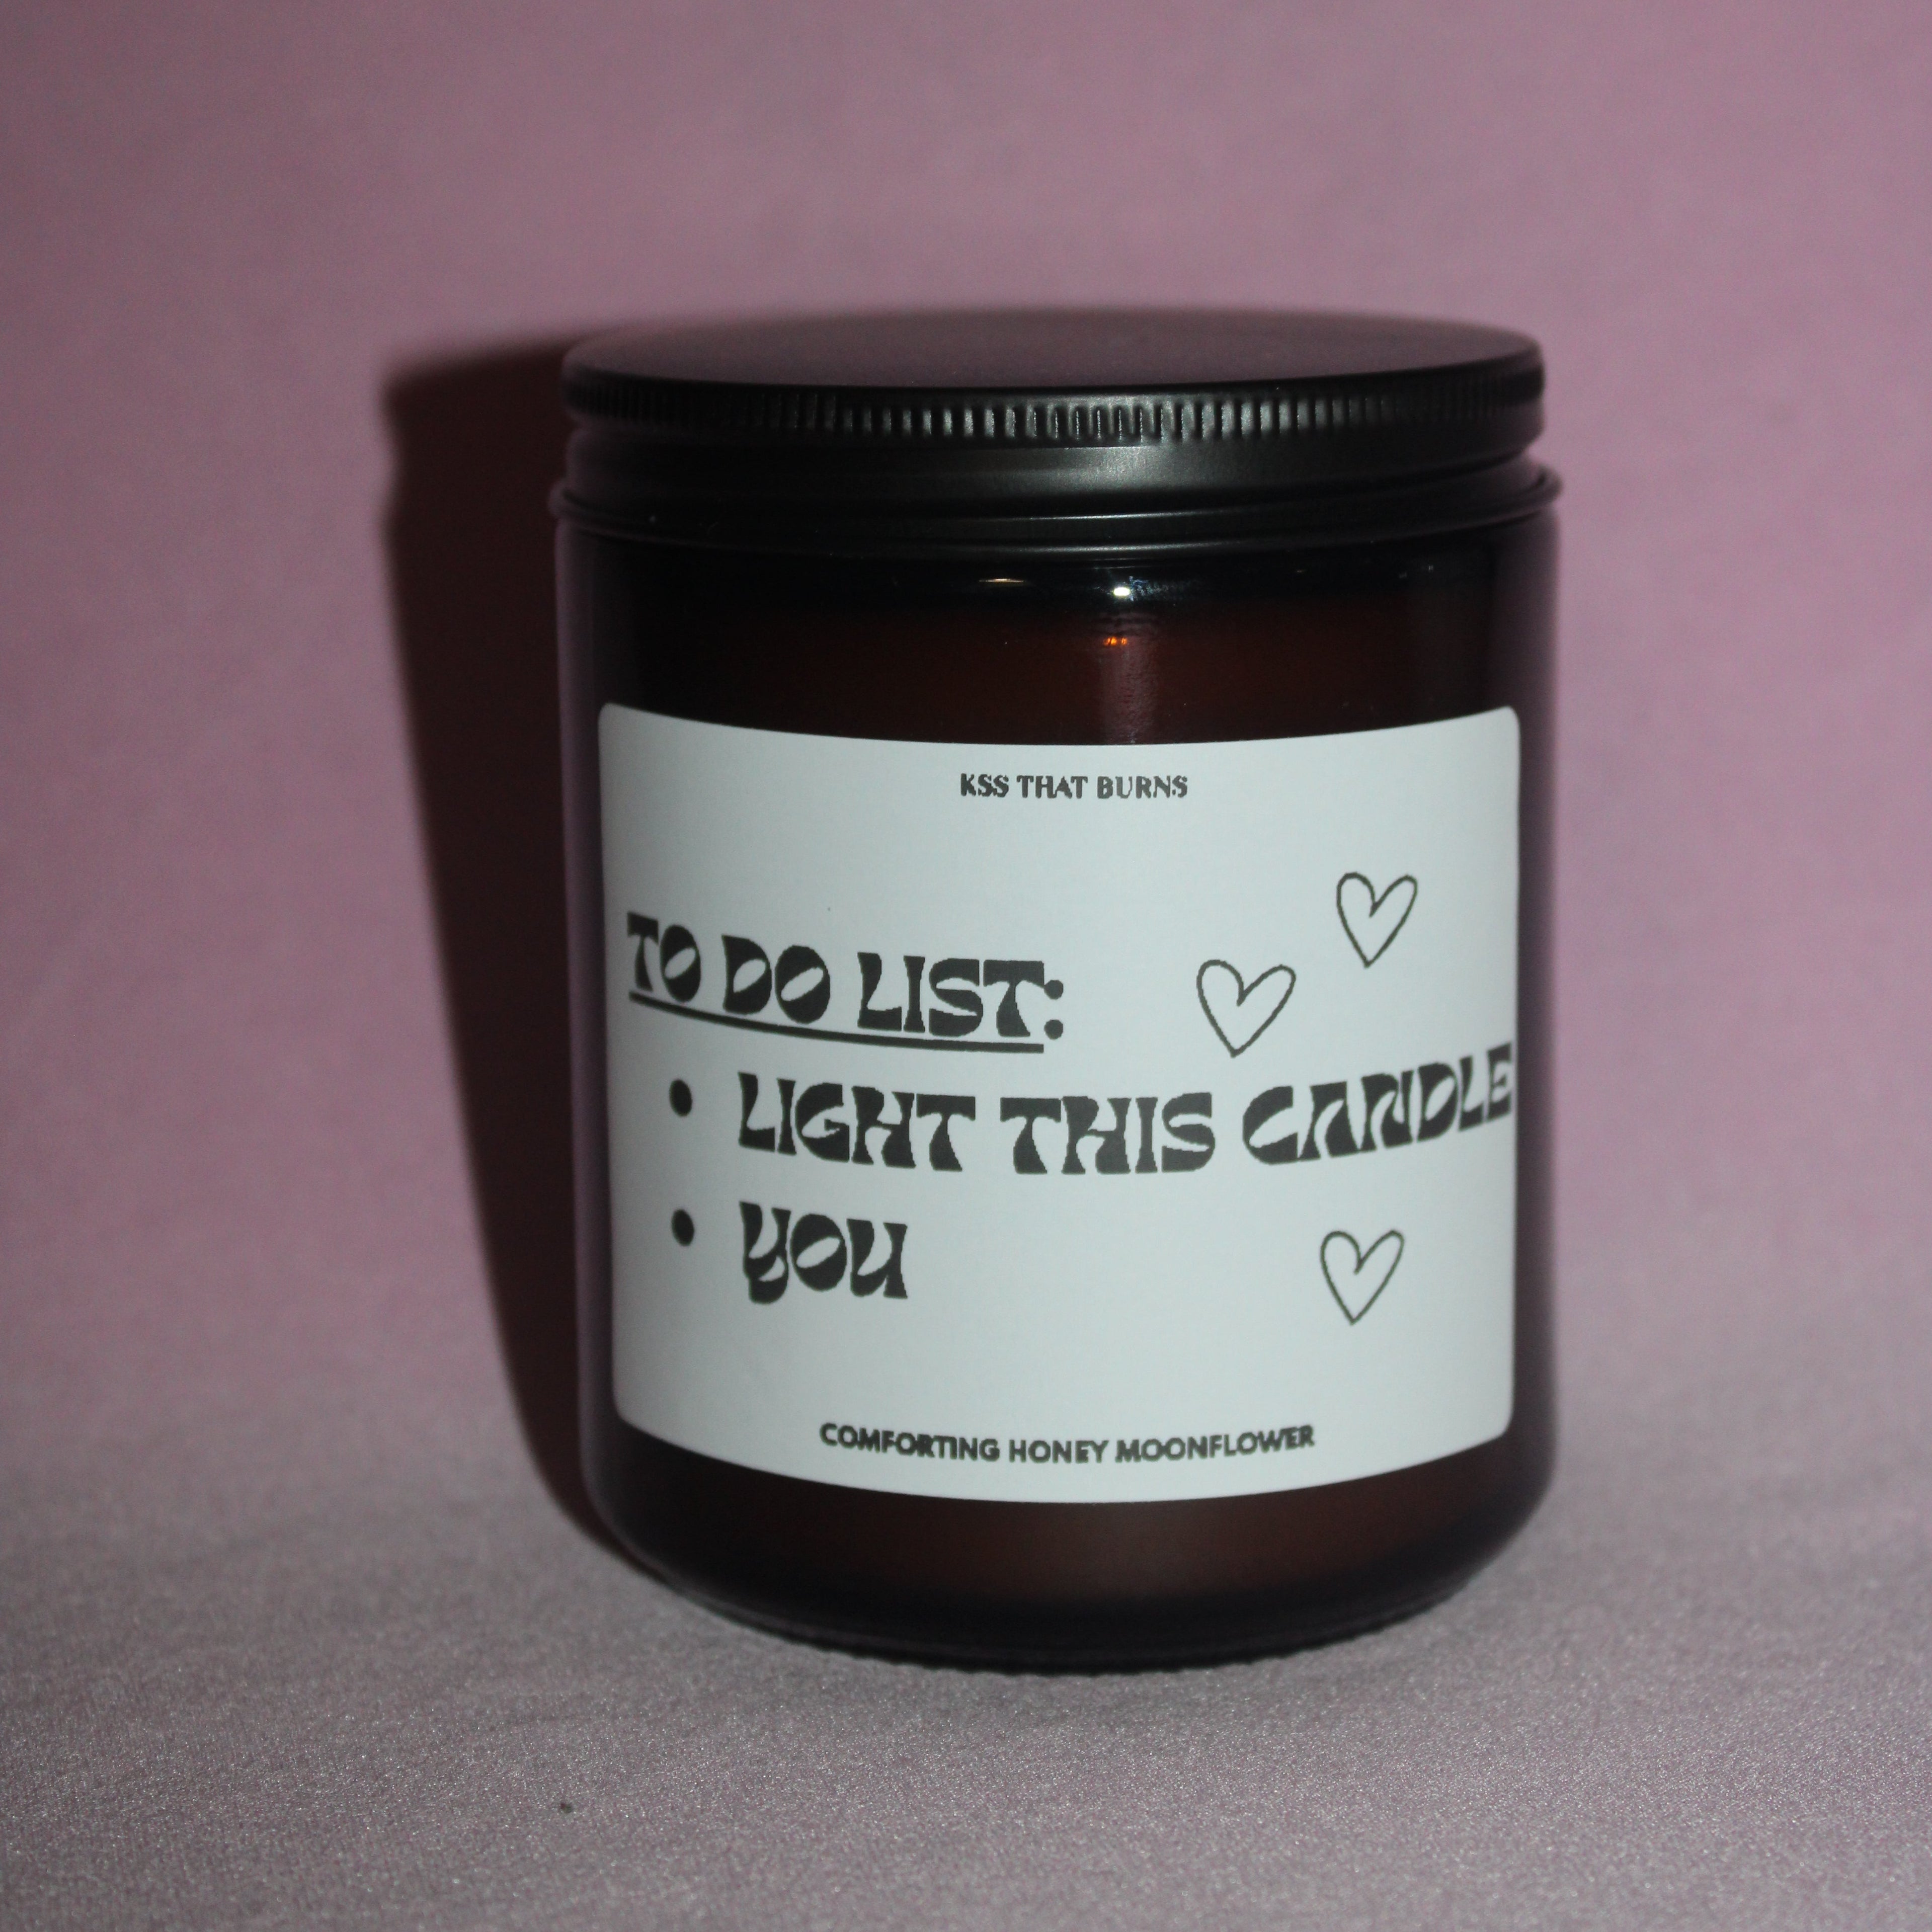 KSS THAT BURNS
TO DO LIST:
• LIGHT THIS CANDLE
• YOU
COMFORTING HONEY MOONFLOWER